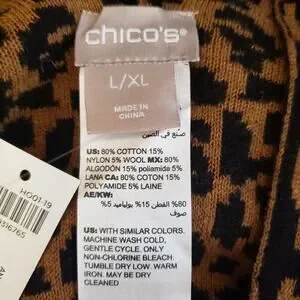 chico's®
L/XL
MADE IN
CHINA
صنع في الصين
US: 80% COTTON 15%
NYLON 5% WOOL MX: 80%
ALGODÓN 15% poliamida 5%
LANA CA: 80% COTON 15%
POLYAMIDE 5% LAINE
AE/KW:
80% القطن 15% بولياميد 5%
صوف
US: WITH SIMILAR COLORS.
MACHINE WASH COLD,
GENTLE CYCLE. ONLY
NON-CHLORINE BLEACH.
TUMBLE DRY LOW. WARM
IRON. MAY BE DRY
CLEANED
HO01-19